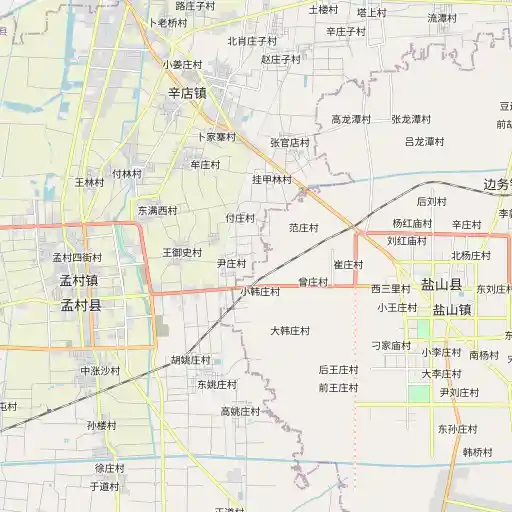 路庄子村
土楼村
塔上村
流潭村
卜老桥村
辛庄子村
北肖庄子村
小姜庄村
赵庄子村
辛店镇
高龙潭村
张龙潭村
卜家寨村
张官店村
吕龙潭村
牟庄村
付林村
挂甲林村
王林村
边务
后刘村
东满西村
付庄村
范庄村
杨红庙村
辛庄村
刘红庙村
王御史村
孟村四街村
尹庄村
崔庄村
北杨庄村
孟村镇
曾庄村
盐山县
孟村县
小韩庄村
西三里村
东刘庄村
小王庄村
盐山镇
大韩庄村
刁家庙村
小李庄村
南杨村
胡姚庄村
中张沙村
后王庄村
大李庄村
东姚庄村
前王庄村
尹刘庄村
屯村
高姚庄村
孙楼村
东孙庄村
韩桥村
徐庄村
于道村